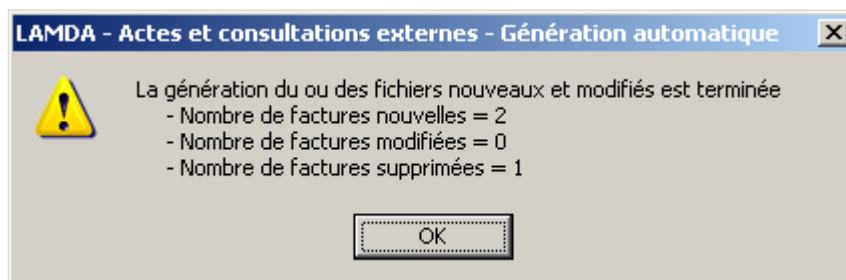 LAMDA - Actes et consultations externes - Génération automatique
La génération du ou des fichiers nouveaux et modifiés est terminée
- Nombre de factures nouvelles = 2
- Nombre de factures modifiées = 0
- Nombre de factures supprimées = 1
OK